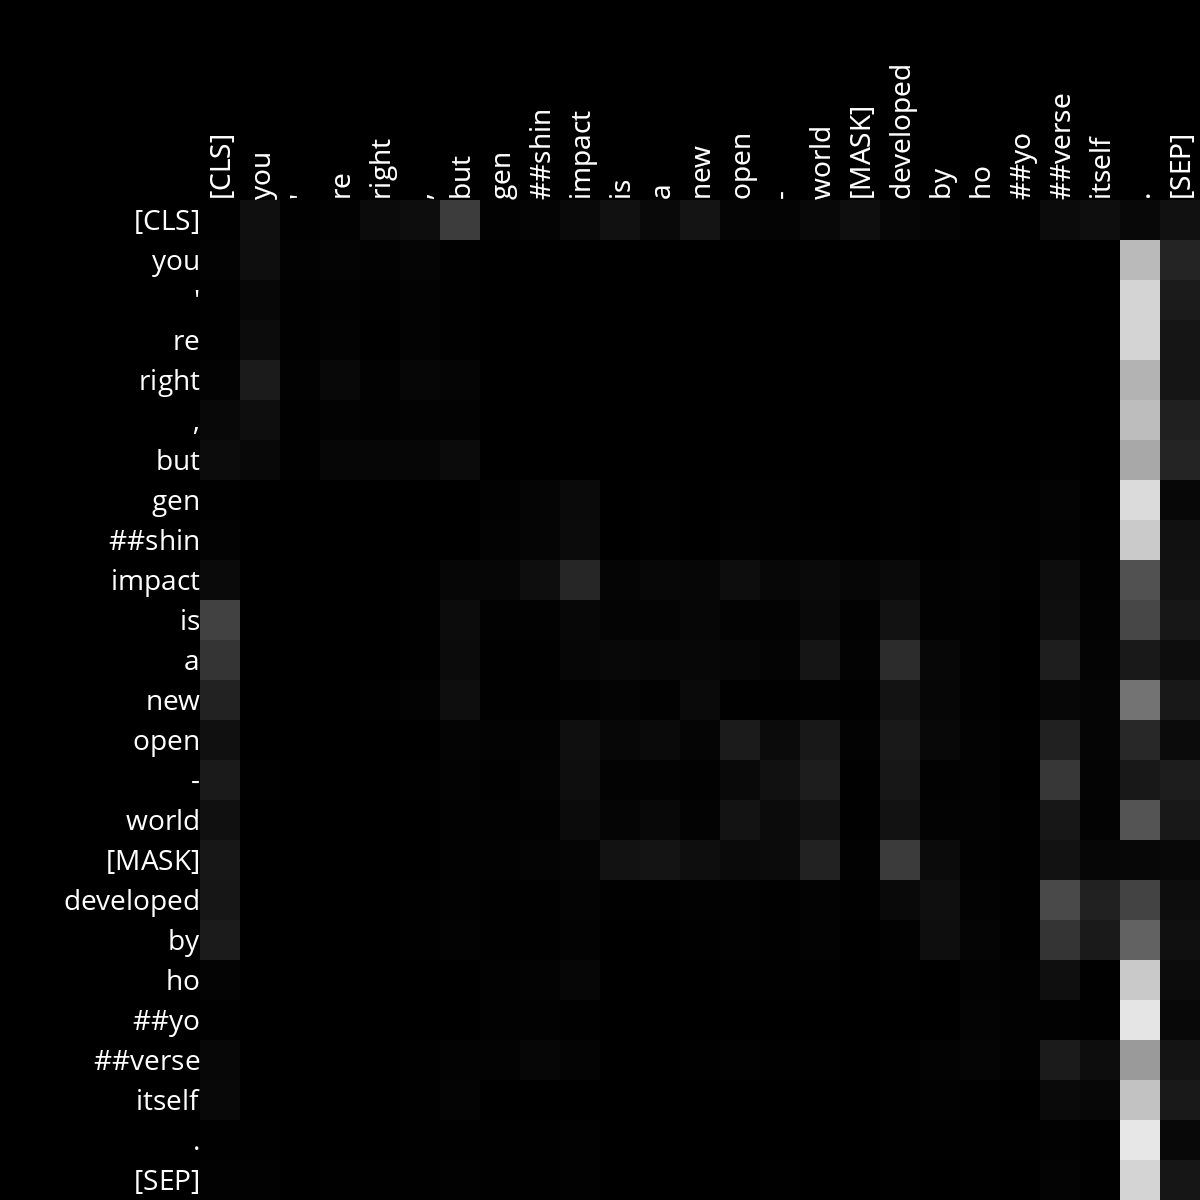 [CLS] you ' re right , but gen ##shin impact is a new open - world [MASK] developed by ho ##yo ##verse itself . [SEP]
[CLS]
you
'
re
right
,
but
gen
##shin
impact
is
a
new
open
-
world
[MASK]
developed
by
ho
##yo
##verse
itself
.
[SEP]